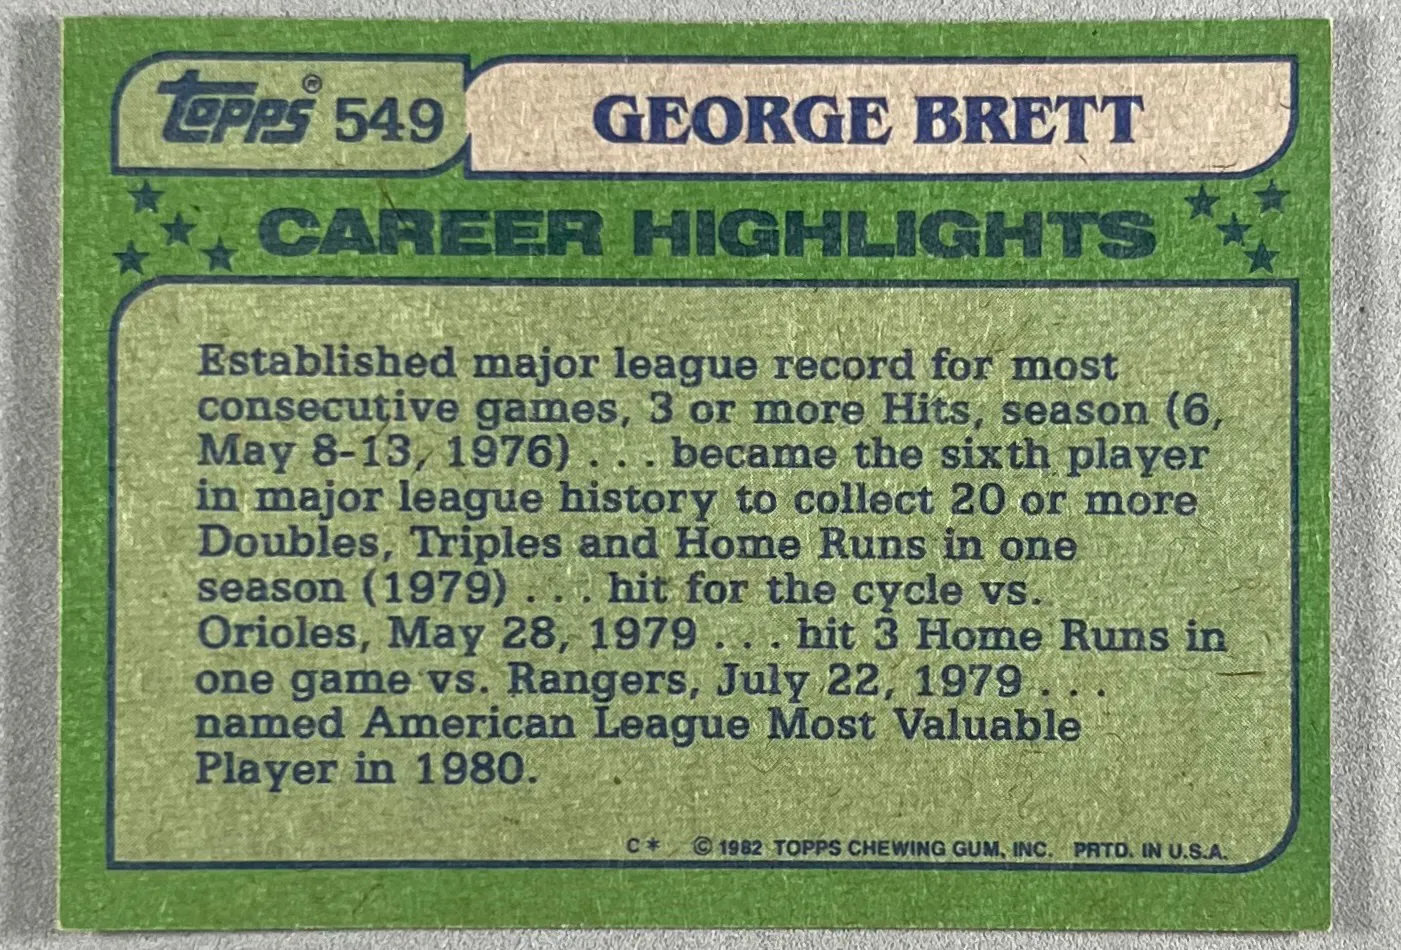 topps® 549
GEORGE BRETT
CAREER HIGHLIGHTS
Established major league record for most
consecutive games, 3 or more Hits, season (6,
May 8-13, 1976) . . . became the sixth player
in major league history to collect 20 or more
Doubles, Triples and Home Runs in one
season (1979) . . . hit for the cycle vs.
Orioles, May 28, 1979 . . . hit 3 Home Runs in
one game vs. Rangers, July 22, 1979 . . .
named American League Most Valuable
Player in 1980.
C* © 1982 TOPPS CHEWING GUM, INC. PRTD. IN U.S.A.